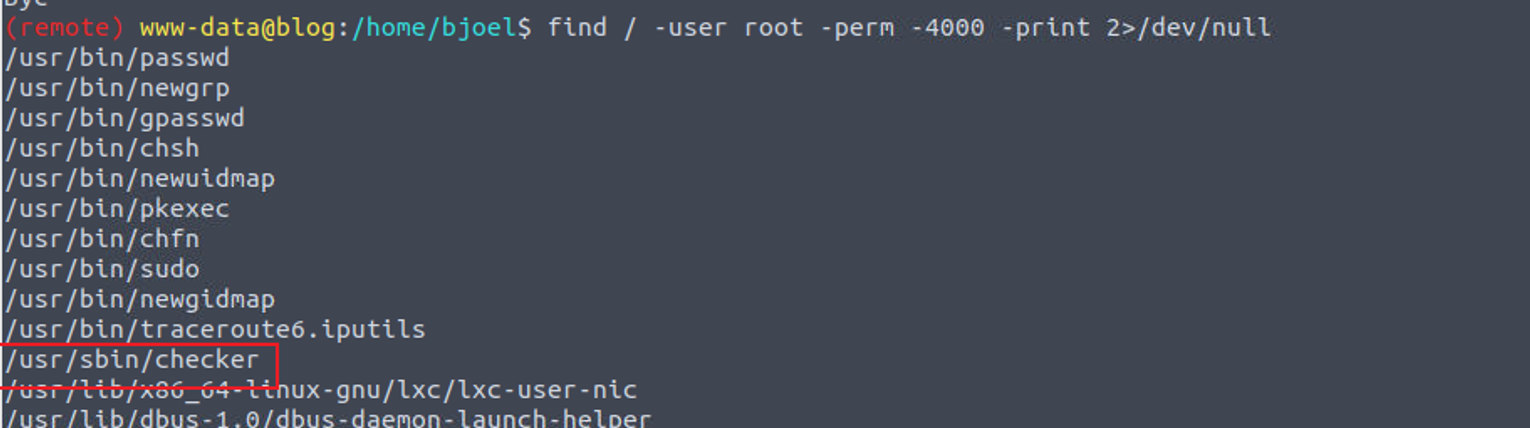 Bye
(remote) www-data@blog:/home/bjoel$ find / -user root -perm -4000 -print 2>/dev/null
/usr/bin/passwd
/usr/bin/newgrp
/usr/bin/gpasswd
/usr/bin/chsh
/usr/bin/newuidmap
/usr/bin/pkexec
/usr/bin/chfn
/usr/bin/sudo
/usr/bin/newgidmap
/usr/bin/traceroute6.iputils
/usr/sbin/checker
/usr/lib/x86_64-linux-gnu/lxc/lxc-user-nic
/usr/lib/dbus-1.0/dbus-daemon-launch-helper